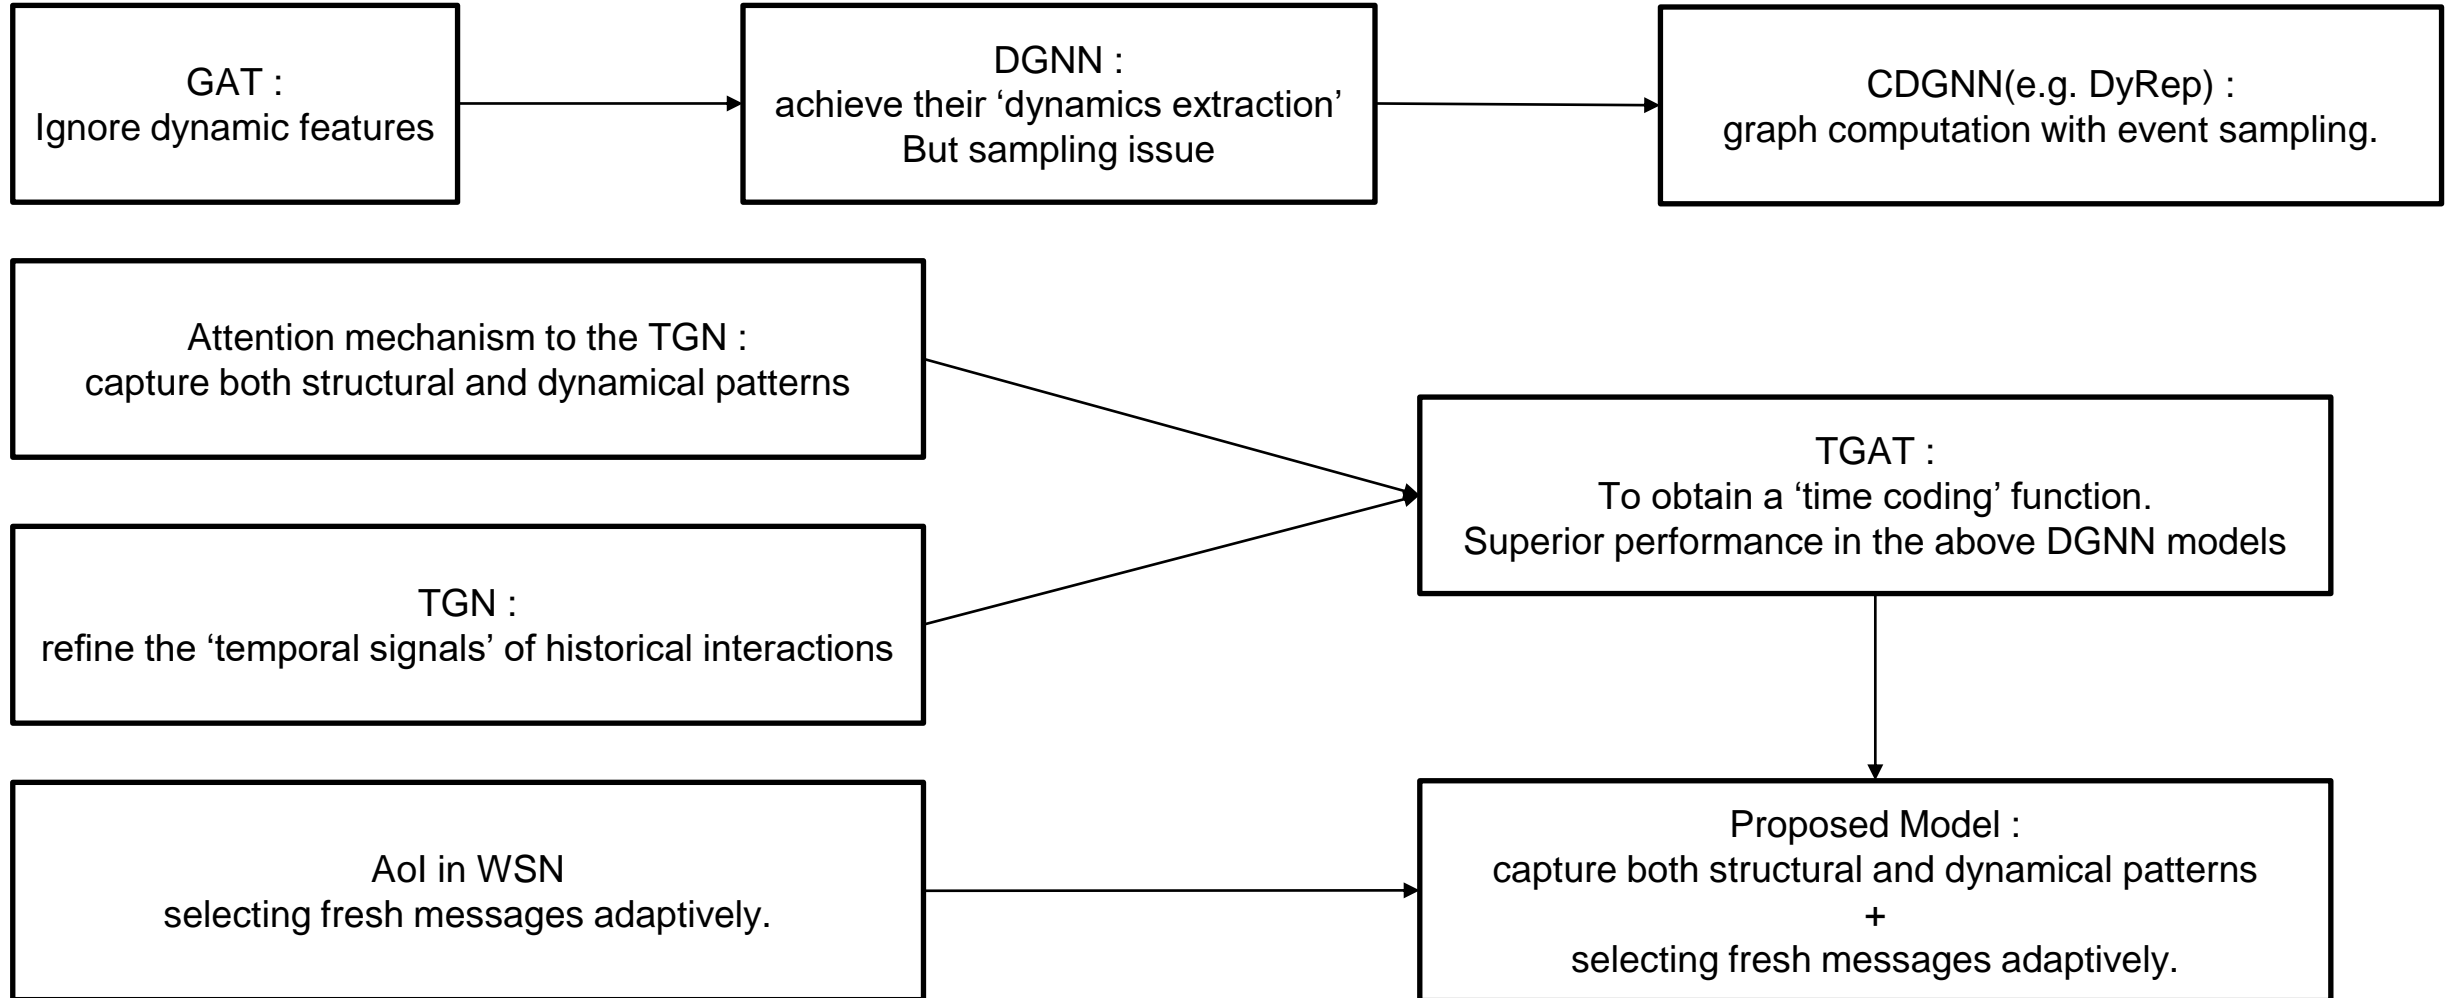 GAT :
Ignore dynamic features
DGNN :
achieve their ‘dynamics extraction’
But sampling issue
CDGNN(e.g. DyRep) :
graph computation with event sampling.
Attention mechanism to the TGN :
capture both structural and dynamical patterns
TGAT :
To obtain a ‘time coding’ function.
Superior performance in the above DGNN models
TGN :
refine the ‘temporal signals’ of historical interactions
AoI in WSN
selecting fresh messages adaptively.
Proposed Model :
capture both structural and dynamical patterns
+
selecting fresh messages adaptively.